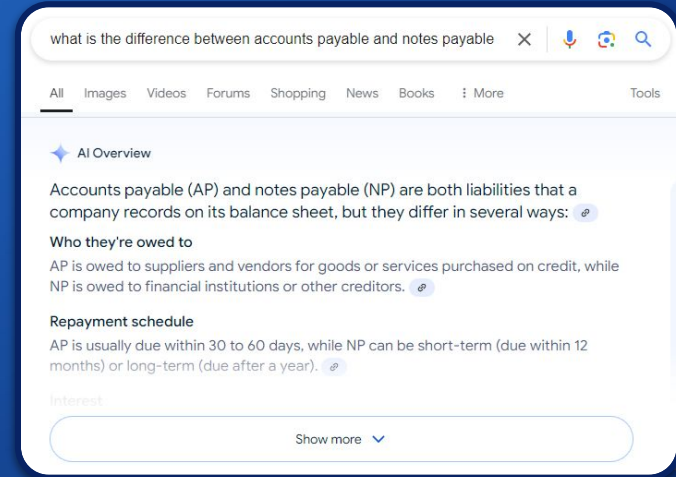 what is the difference between accounts payable and notes payable
All Images Videos Forums Shopping News Books More Tools
AI Overview
Accounts payable (AP) and notes payable (NP) are both liabilities that a
company records on its balance sheet, but they differ in several ways:
Who they're owed to
AP is owed to suppliers and vendors for goods or services purchased on credit, while
NP is owed to financial institutions or other creditors.
Repayment schedule
AP is usually due within 30 to 60 days, while NP can be short-term (due within 12
months) or long-term (due after a year).
Interest
Show more